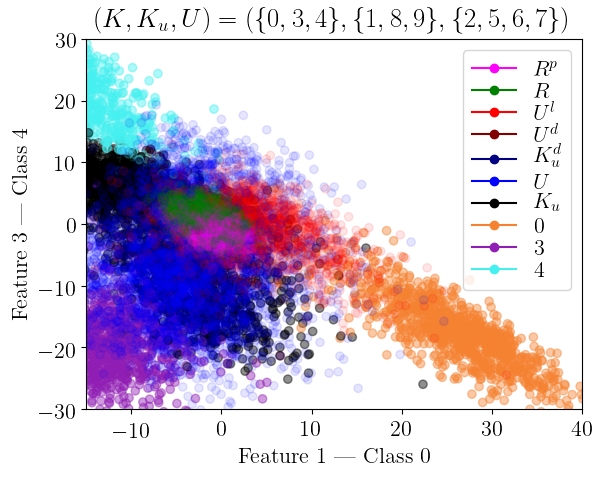 (K, K_u, U) = ({0, 3, 4}, {1, 8, 9}, {2, 5, 6, 7})
30
20
10
0
−10
−20
−30
Feature 3 — Class 4
R^p
R
U^l
U^d
K_u^d
U
K_u
0
3
4
−10
0
10
20
30
40
Feature 1 — Class 0